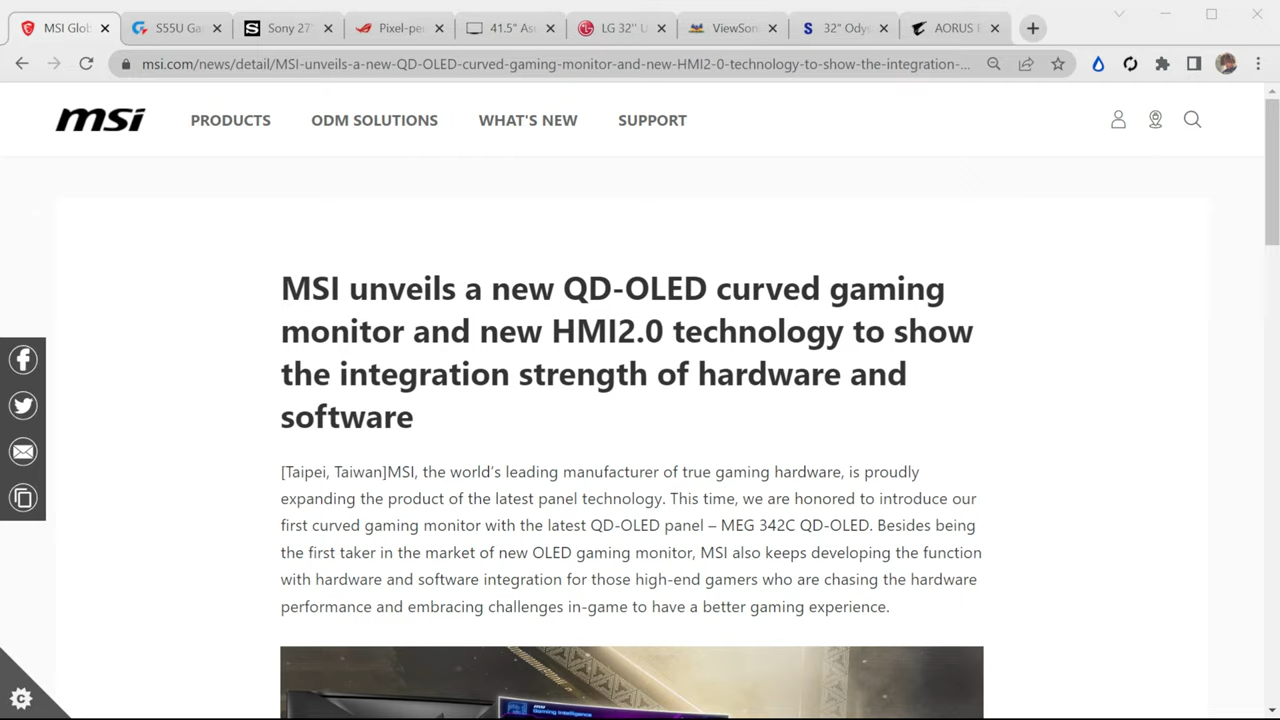 MSI Glob
S55U Ga
Sony 27"
Pixel-pe
41.5" Ast
LG 32'' U
ViewSon
32" Ody
AORUS
msi.com/news/detail/MSI-unveils-a-new-QD-OLED-curved-gaming-monitor-and-new-HMI2-0-technology-to-show-the-integration-...
msi
PRODUCTS
ODM SOLUTIONS
WHAT'S NEW
SUPPORT
MSI unveils a new QD-OLED curved gaming
monitor and new HMI2.0 technology to show
the integration strength of hardware and
software
[Taipei, Taiwan]MSI, the world's leading manufacturer of true gaming hardware, is proudly
expanding the product of the latest panel technology. This time, we are honored to introduce our
first curved gaming monitor with the latest QD-OLED panel – MEG 342C QD-OLED. Besides being
the first taker in the market of new OLED gaming monitor, MSI also keeps developing the function
with hardware and software integration for those high-end gamers who are chasing the hardware
performance and embracing challenges in-game to have a better gaming experience.
msi
Gaming Intelligence